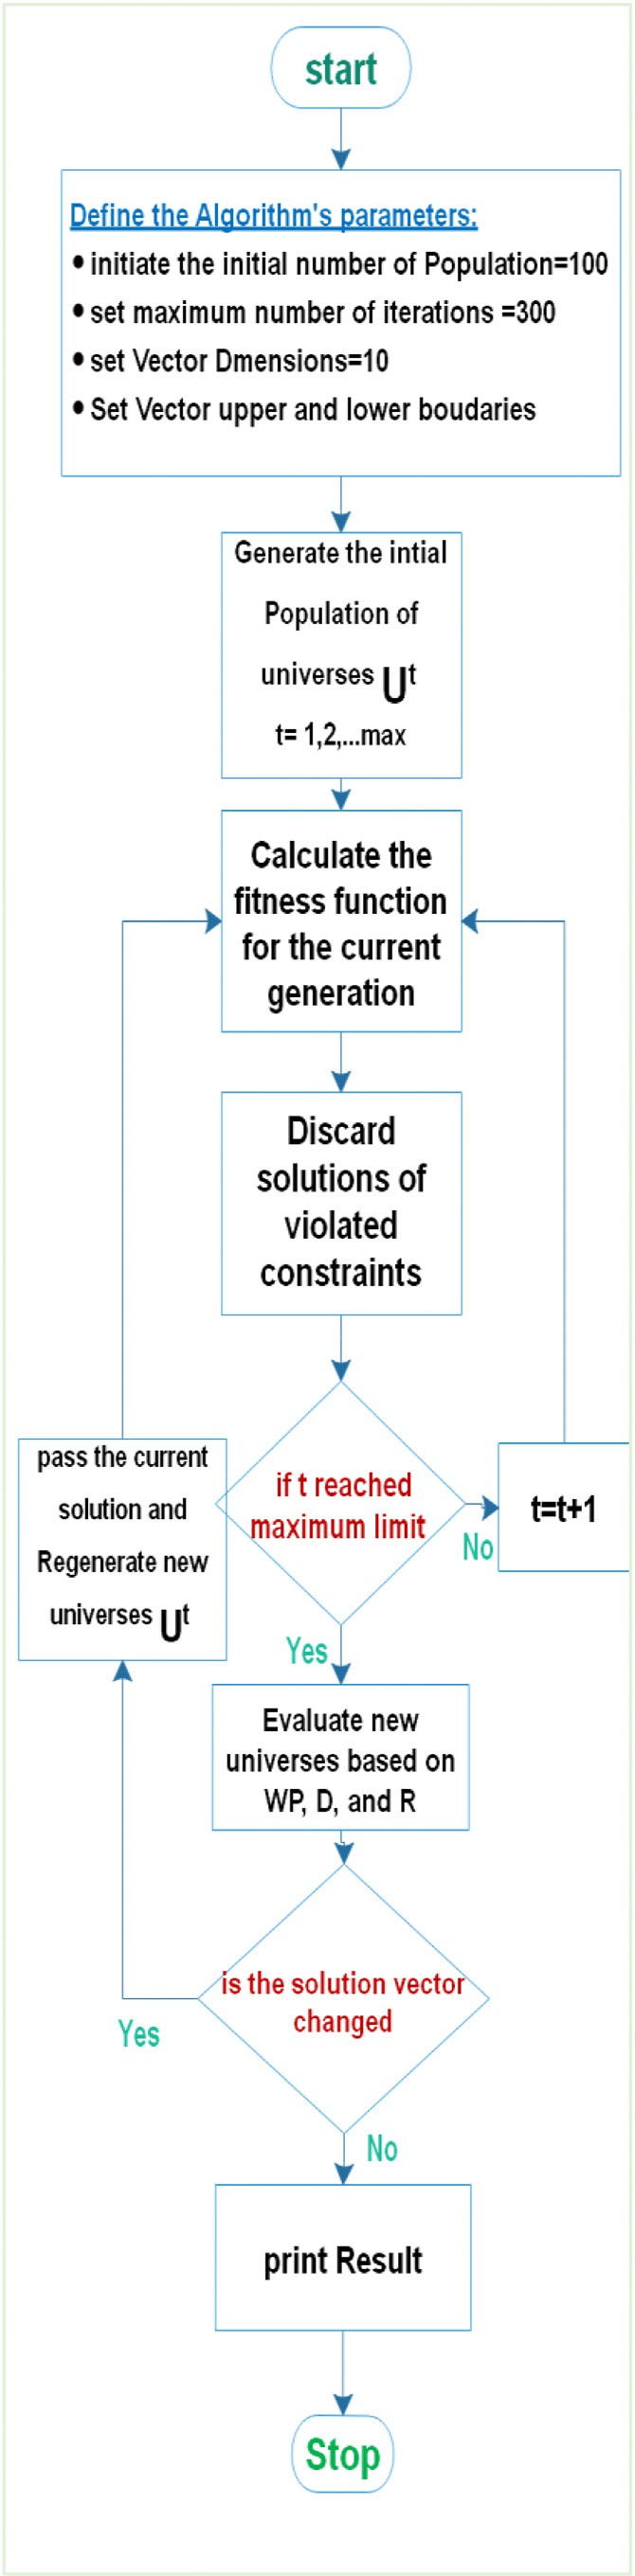 start
Define the Algorithm's parameters:
• initiate the initial number of Population=100
• set maximum number of iterations =300
• set Vector Dmensions=10
• Set Vector upper and lower boudaries
Generate the intial
Population of
universes U^t
t= 1,2,...max
Calculate the
fitness function
for the current
generation
Discard
solutions of
violated
constraints
if t reached
maximum limit
No
t=t+1
pass the current
solution and
Regenerate new
universes U^t
Yes
Evaluate new
universes based on
WP, D, and R
is the solution vector
changed
Yes
No
print Result
Stop